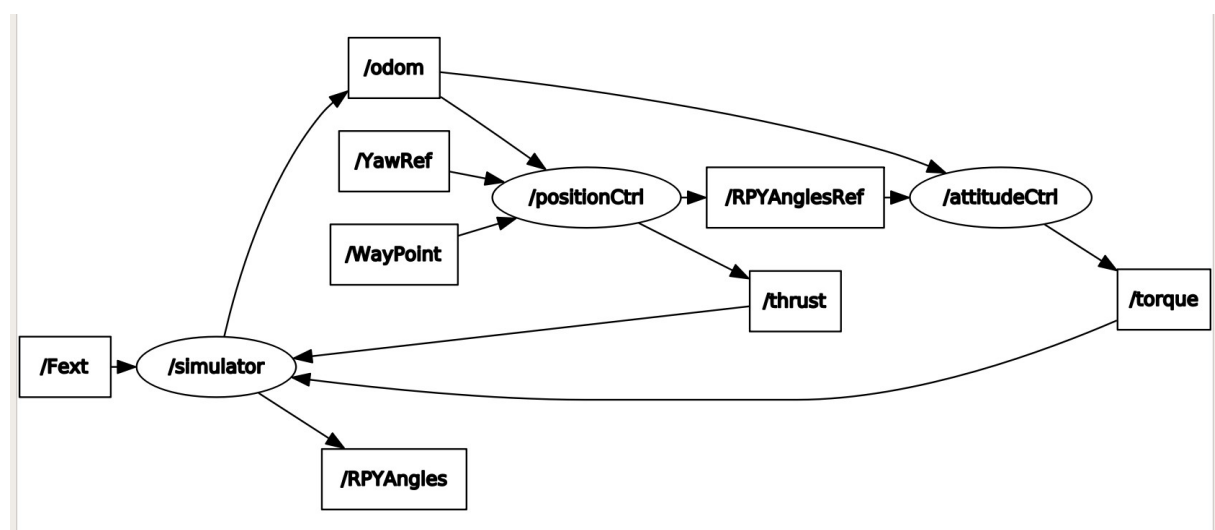 /odom
/YawRef
/positionCtrl
/RPYAnglesRef
/attitudeCtrl
/WayPoint
/thrust
/torque
/Fext
/simulator
/RPYAngles